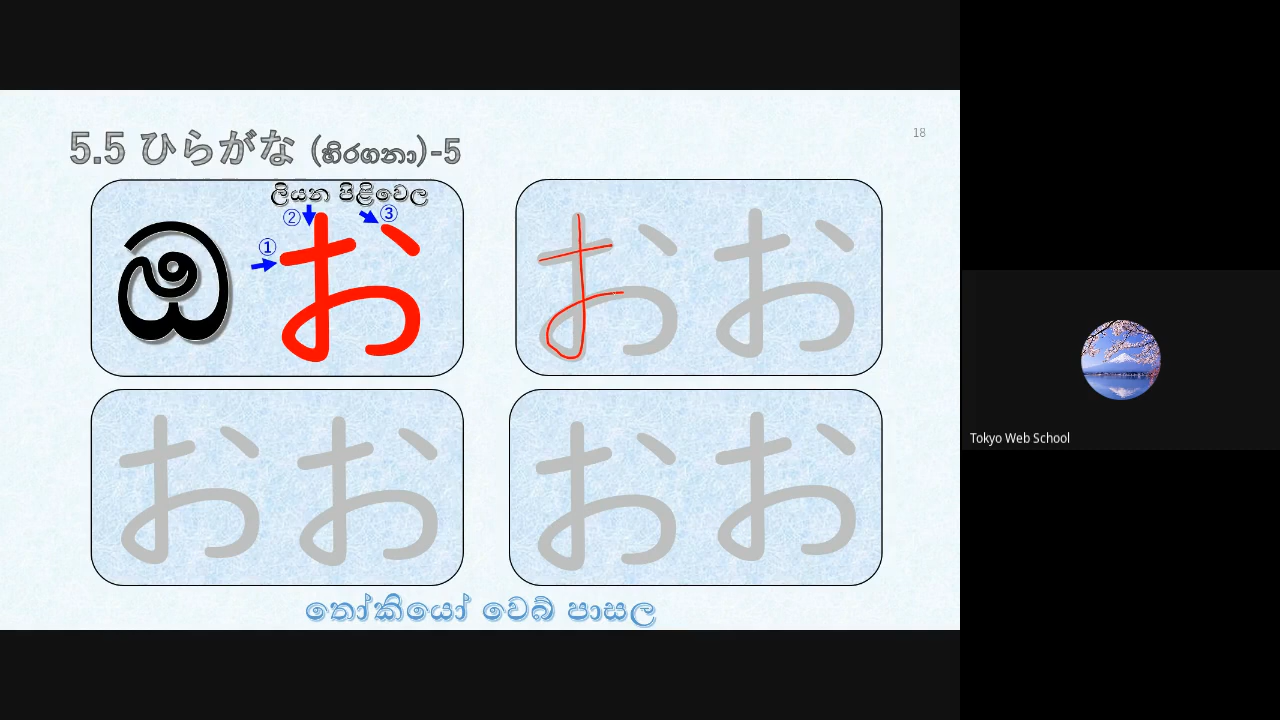 5.5 ひらがな (හිරගනා)-5
18
ලියන පිළිවෙල
② ③
①
ඔ お
お お
お お
お お
තෝකියෝ වෙබ් පාසල
Tokyo Web School